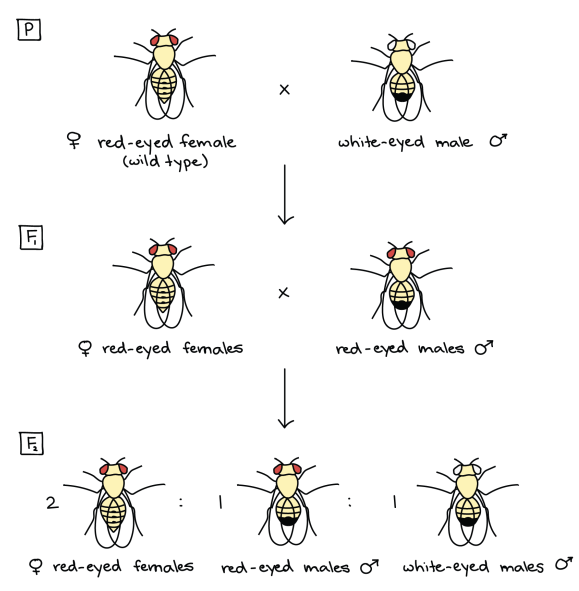 P
x
♀ red-eyed female white-eyed male ♂
(wild type)
F₁
x
♀ red-eyed females red-eyed males ♂
F₂
2 : 1 : 1
♀ red-eyed females red-eyed males ♂ white-eyed males ♂